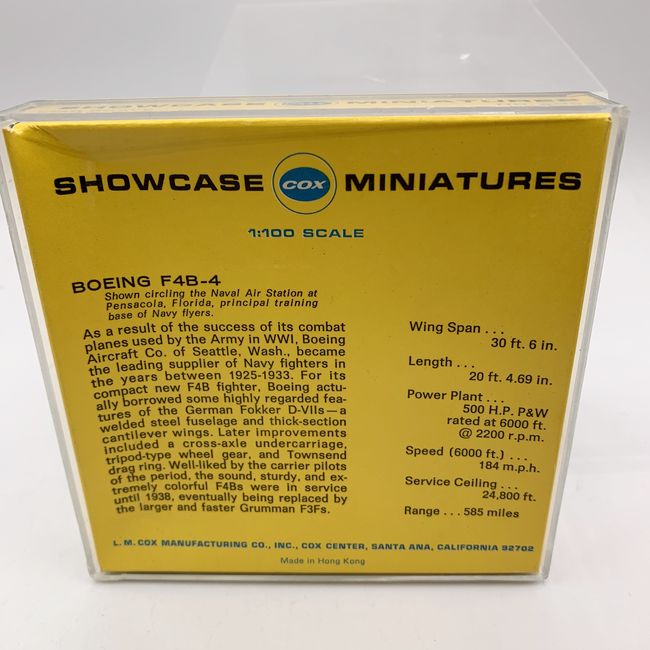 SHOWCASE COX MINIATURES
SHOWCASE COX MINIATURES
1:100 SCALE
BOEING F4B-4
Shown circling the Naval Air Station at
Pensacola, Florida, principal training
base of Navy flyers.
As a result of the success of its combat
planes used by the Army in WWI, Boeing
Aircraft Co. of Seattle, Wash., became
the leading supplier of Navy fighters in
the years between 1925-1933. For its
compact new F4B fighter, Boeing actu-
ally borrowed some highly regarded fea-
tures of the German Fokker D-VIIs—a
welded steel fuselage and thick-section
cantilever wings. Later improvements
included a cross-axle undercarriage,
tripod-type wheel gear, and Townsend
drag ring. Well-liked by the carrier pilots
of the period, the sound, sturdy, and ex-
tremely colorful F4Bs were in service
until 1938, eventually being replaced by
the larger and faster Grumman F3Fs.
Wing Span . . .
30 ft. 6 in.
Length . . .
20 ft. 4.69 in.
Power Plant . . .
500 H.P. P&W
rated at 6000 ft.
@ 2200 r.p.m.
Speed (6000 ft.) . . .
184 m.p.h.
Service Ceiling . . .
24,800 ft.
Range . . . 585 miles
L. M. COX MANUFACTURING CO., INC., COX CENTER, SANTA ANA, CALIFORNIA 92702
Made in Hong Kong